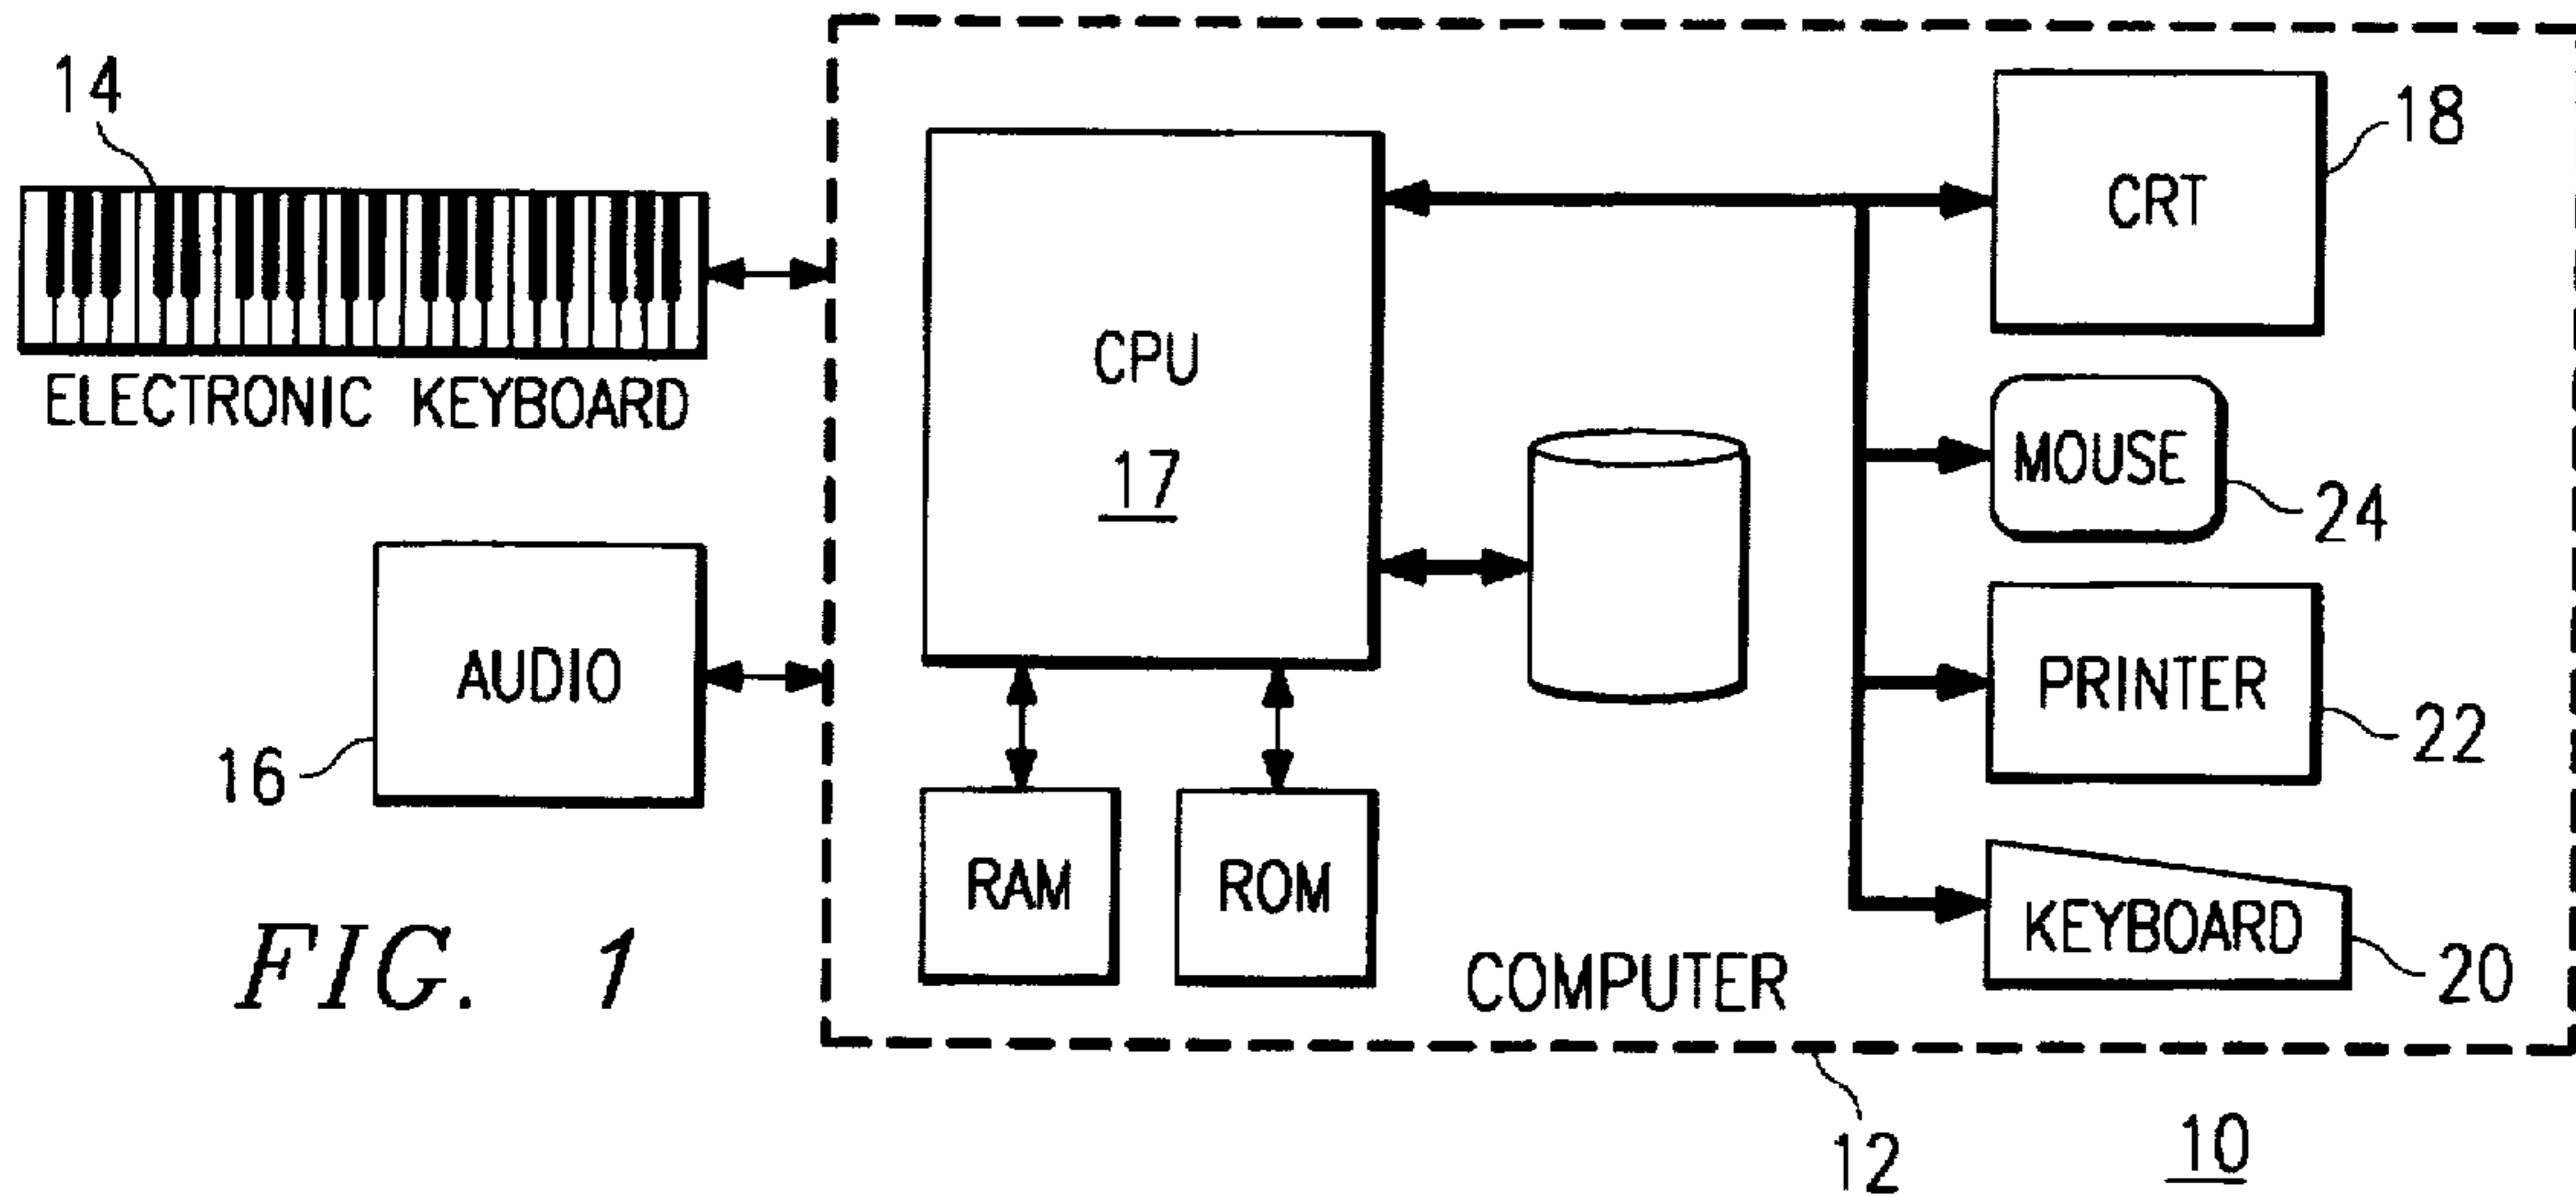 14
ELECTRONIC KEYBOARD
AUDIO
16
FIG. 1
CPU
17
RAM
ROM
COMPUTER
CRT
18
MOUSE
24
PRINTER
22
KEYBOARD
20
12
10